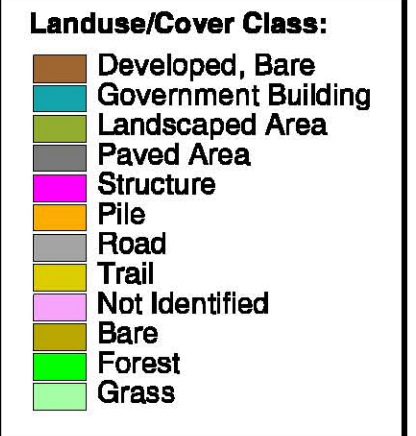 Landuse/Cover Class:
Developed, Bare
Government Building
Landscaped Area
Paved Area
Structure
Pile
Road
Trail
Not Identified
Bare
Forest
Grass